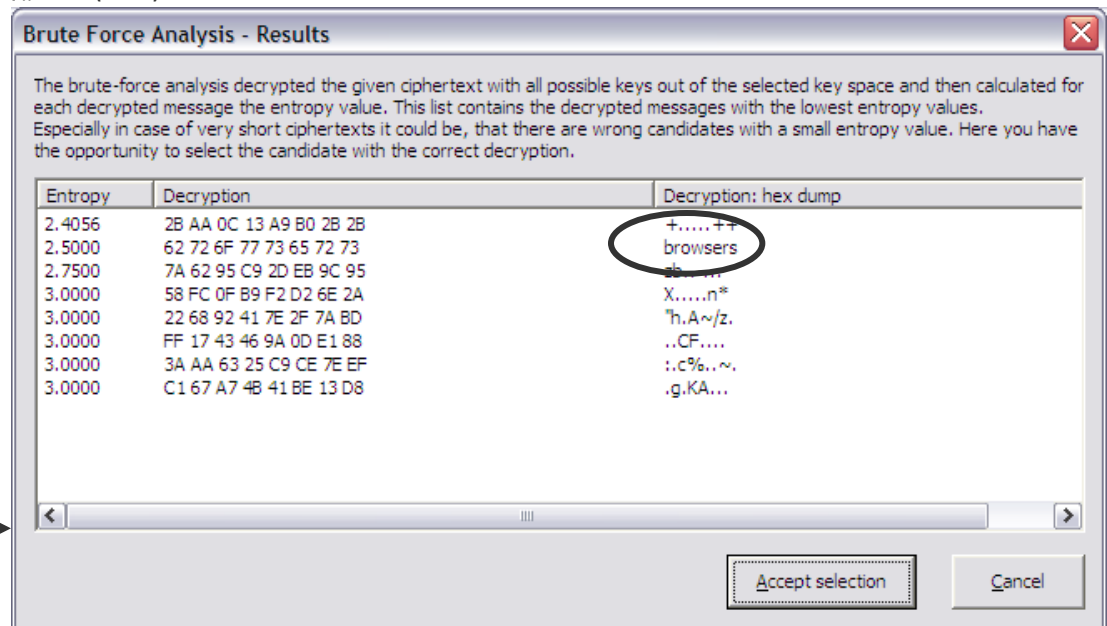 Brute Force Analysis - Results
The brute-force analysis decrypted the given ciphertext with all possible keys out of the selected key space and then calculated for
each decrypted message the entropy value. This list contains the decrypted messages with the lowest entropy values.
Especially in case of very short ciphertexts it could be, that there are wrong candidates with a small entropy value. Here you have
the opportunity to select the candidate with the correct decryption.
Entropy Decryption Decryption: hex dump
2.4056 2B AA 0C 13 A9 B0 2B 2B +.....++
2.5000 62 72 6F 77 73 65 72 73 browsers
2.7500 7A 62 95 C9 2D EB 9C 95 zb..-...
3.0000 58 FC 0F B9 F2 D2 6E 2A X.....n*
3.0000 22 68 92 41 7E 2F 7A BD "h.A~/z.
3.0000 FF 17 43 46 9A 0D E1 88 ..CF....
3.0000 3A AA 63 25 C9 CE 7E EF :.c%..~.
3.0000 C1 67 A7 4B 41 BE 13 D8 .g.KA...
Accept selection Cancel